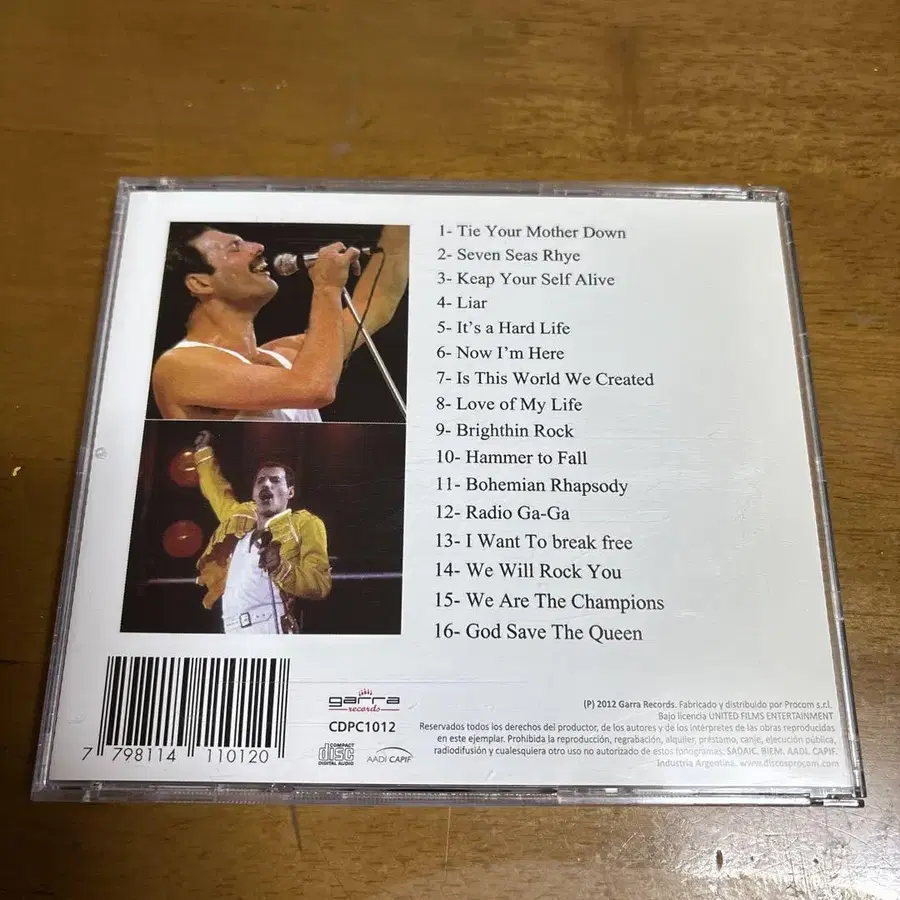 1- Tie Your Mother Down
2- Seven Seas Rhye
3- Keap Your Self Alive
4- Liar
5- It's a Hard Life
6- Now I'm Here
7- Is This World We Created
8- Love of My Life
9- Brighthin Rock
10- Hammer to Fall
11- Bohemian Rhapsody
12- Radio Ga-Ga
13- I Want To break free
14- We Will Rock You
15- We Are The Champions
16- God Save The Queen
7 798114 110120
garra
records
CDPC1012
COMPACT
disc
DIGITAL AUDIO
AADI CAPIF
(P) 2012 Garra Records. Fabricado y distribuido por Procom s.r.l.
Bajo licencia UNITED FILMS ENTERTAINMENT
Reservados todos los derechos del productor, de los autores y de los intérpretes de las obras reproducidas
en este ejemplar. Prohibida la reproducción, regrabación, alquiler, préstamo, canje, ejecución pública,
radiodifusión y cualesquiera otro uso no autorizado de estos fonogramas. SADAIC. BIEM. AADI. CAPIF.
Industria Argentina. www.discosprocom.com